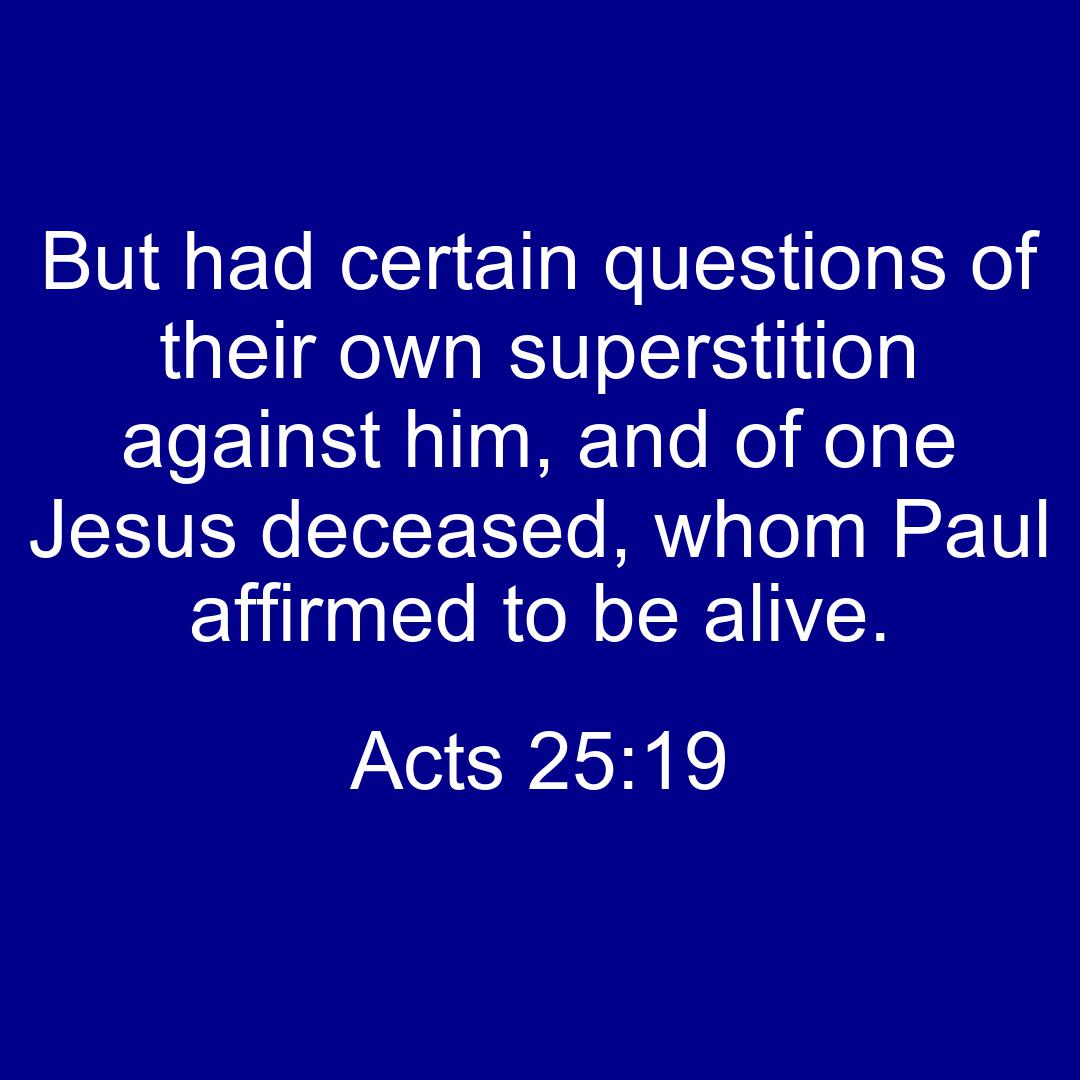 But had certain questions of
their own superstition
against him, and of one
Jesus deceased, whom Paul
affirmed to be alive.
Acts 25:19